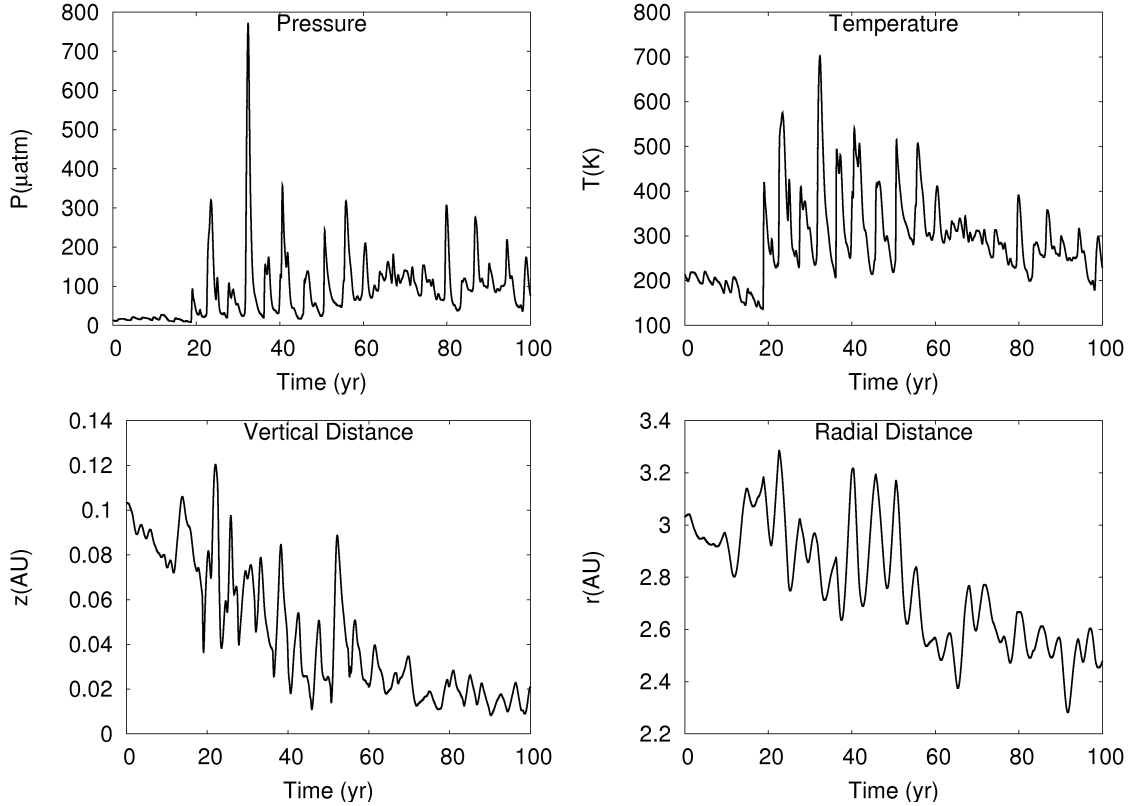 Pressure
800
700
600
500
400
300
200
100
0
P(μatm)
0 20 40 60 80 100
Time (yr)
Temperature
800
700
600
500
400
300
200
100
T(K)
0 20 40 60 80 100
Time (yr)
Vertical Distance
0.14
0.12
0.1
0.08
0.06
0.04
0.02
0
z(AU)
0 20 40 60 80 100
Time (yr)
Radial Distance
3.4
3.2
3
2.8
2.6
2.4
2.2
r(AU)
0 20 40 60 80 100
Time (yr)